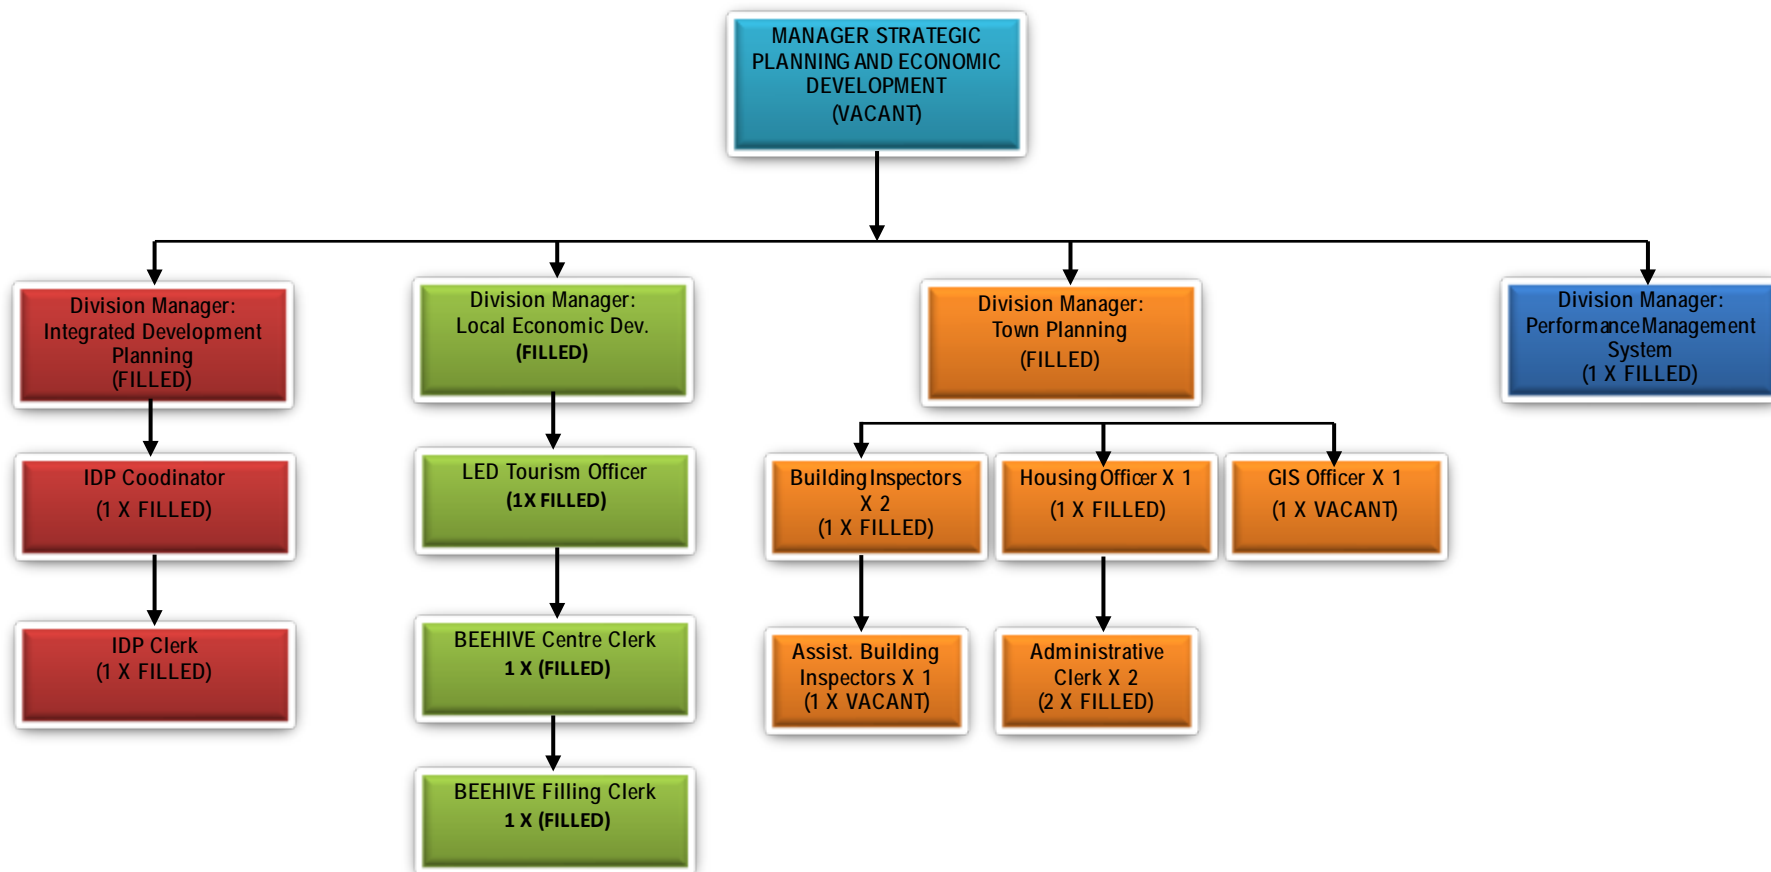 MANAGER STRATEGIC
PLANNING AND ECONOMIC
DEVELOPMENT
(VACANT)
Division Manager:
Integrated Development
Planning
(FILLED)
Division Manager:
Local Economic Dev.
(FILLED)
Division Manager:
Town Planning
(FILLED)
Division Manager:
Performance Management
System
(1 X FILLED)
IDP Coodinator
(1 X FILLED)
LED Tourism Officer
(1X FILLED)
Building Inspectors
X 2
(1 X FILLED)
Housing Officer X 1
(1 X FILLED)
GIS Officer X 1
(1 X VACANT)
IDP Clerk
(1 X FILLED)
BEEHIVE Centre Clerk
1 X (FILLED)
Assist. Building
Inspectors X 1
(1 X VACANT)
Administrative
Clerk X 2
(2 X FILLED)
BEEHIVE Filling Clerk
1 X (FILLED)